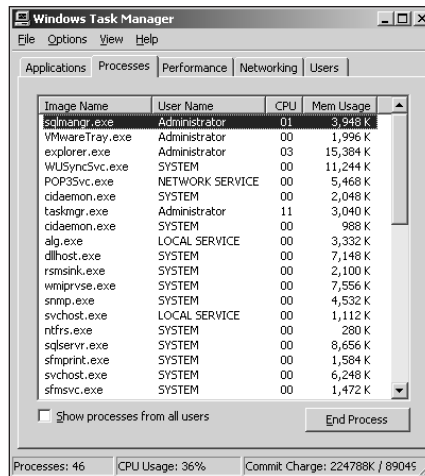 Windows Task Manager
File Options View Help
Applications Processes Performance Networking Users
Image Name User Name CPU Mem Usage
sqlmangr.exe Administrator 01 3,948 K
VMwareTray.exe Administrator 00 1,996 K
explorer.exe Administrator 03 15,384 K
WUSyncSvc.exe SYSTEM 00 11,244 K
POP3Svc.exe NETWORK SERVICE 00 5,468 K
cidaemon.exe SYSTEM 00 2,048 K
taskmgr.exe Administrator 11 3,040 K
cidaemon.exe SYSTEM 00 988 K
alg.exe LOCAL SERVICE 00 3,332 K
dllhost.exe SYSTEM 00 7,148 K
rsmsink.exe SYSTEM 00 2,100 K
wmiprvse.exe SYSTEM 00 7,556 K
snmp.exe SYSTEM 00 4,532 K
svchost.exe LOCAL SERVICE 00 1,112 K
ntfrs.exe SYSTEM 00 280 K
sqlservr.exe SYSTEM 00 8,656 K
sfmprint.exe SYSTEM 00 1,584 K
svchost.exe SYSTEM 00 6,248 K
sfmsvc.exe SYSTEM 00 1,472 K
Show processes from all users End Process
Processes: 46 CPU Usage: 36% Commit Charge: 224788K / 89049